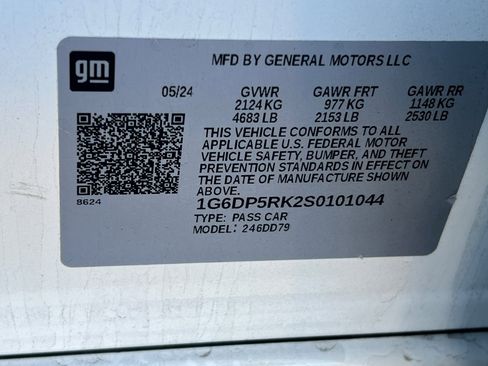 gm
MFD BY GENERAL MOTORS LLC
05/24 GVWR GAWR FRT GAWR RR
2124 KG 977 KG 1148 KG
4683 LB 2153 LB 2530 LB
THIS VEHICLE CONFORMS TO ALL
APPLICABLE U.S. FEDERAL MOTOR
VEHICLE SAFETY, BUMPER, AND THEFT
PREVENTION STANDARDS IN EFFECT ON
THE DATE OF MANUFACTURE SHOWN
ABOVE.
8624
1G6DP5RK2S0101044
TYPE: PASS CAR
MODEL: 246DD79